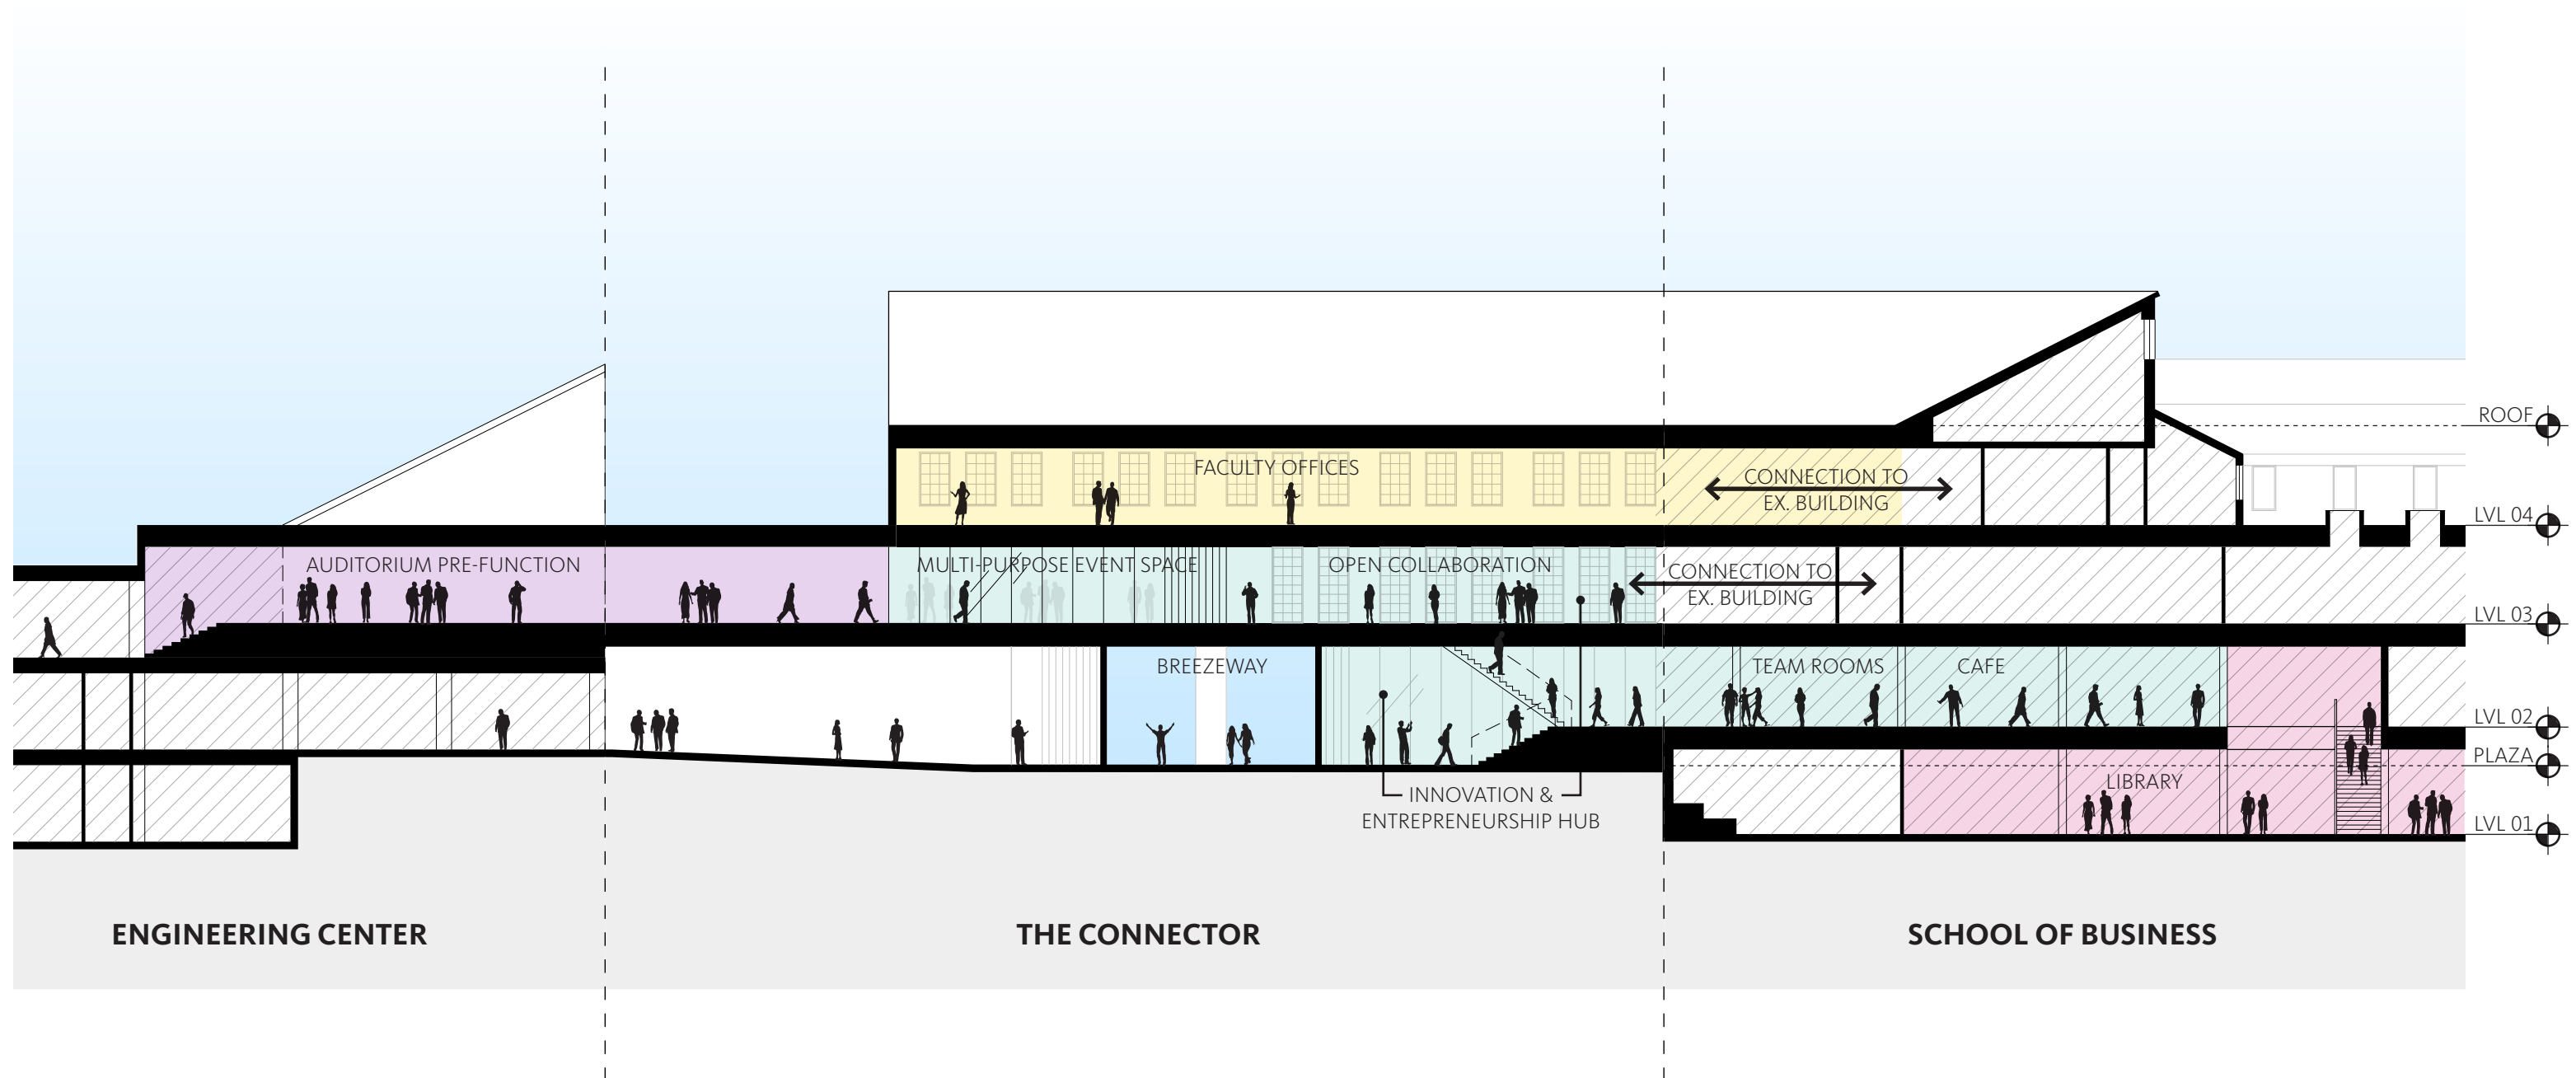 ROOF
FACULTY OFFICES
CONNECTION TO
EX. BUILDING
LVL 04
AUDITORIUM PRE-FUNCTION
MULTI-PURPOSE EVENT SPACE
OPEN COLLABORATION
CONNECTION TO
EX. BUILDING
LVL 03
BREEZEWAY
TEAM ROOMS
CAFE
LVL 02
PLAZA
LIBRARY
INNOVATION &
ENTREPRENEURSHIP HUB
LVL 01
ENGINEERING CENTER
THE CONNECTOR
SCHOOL OF BUSINESS